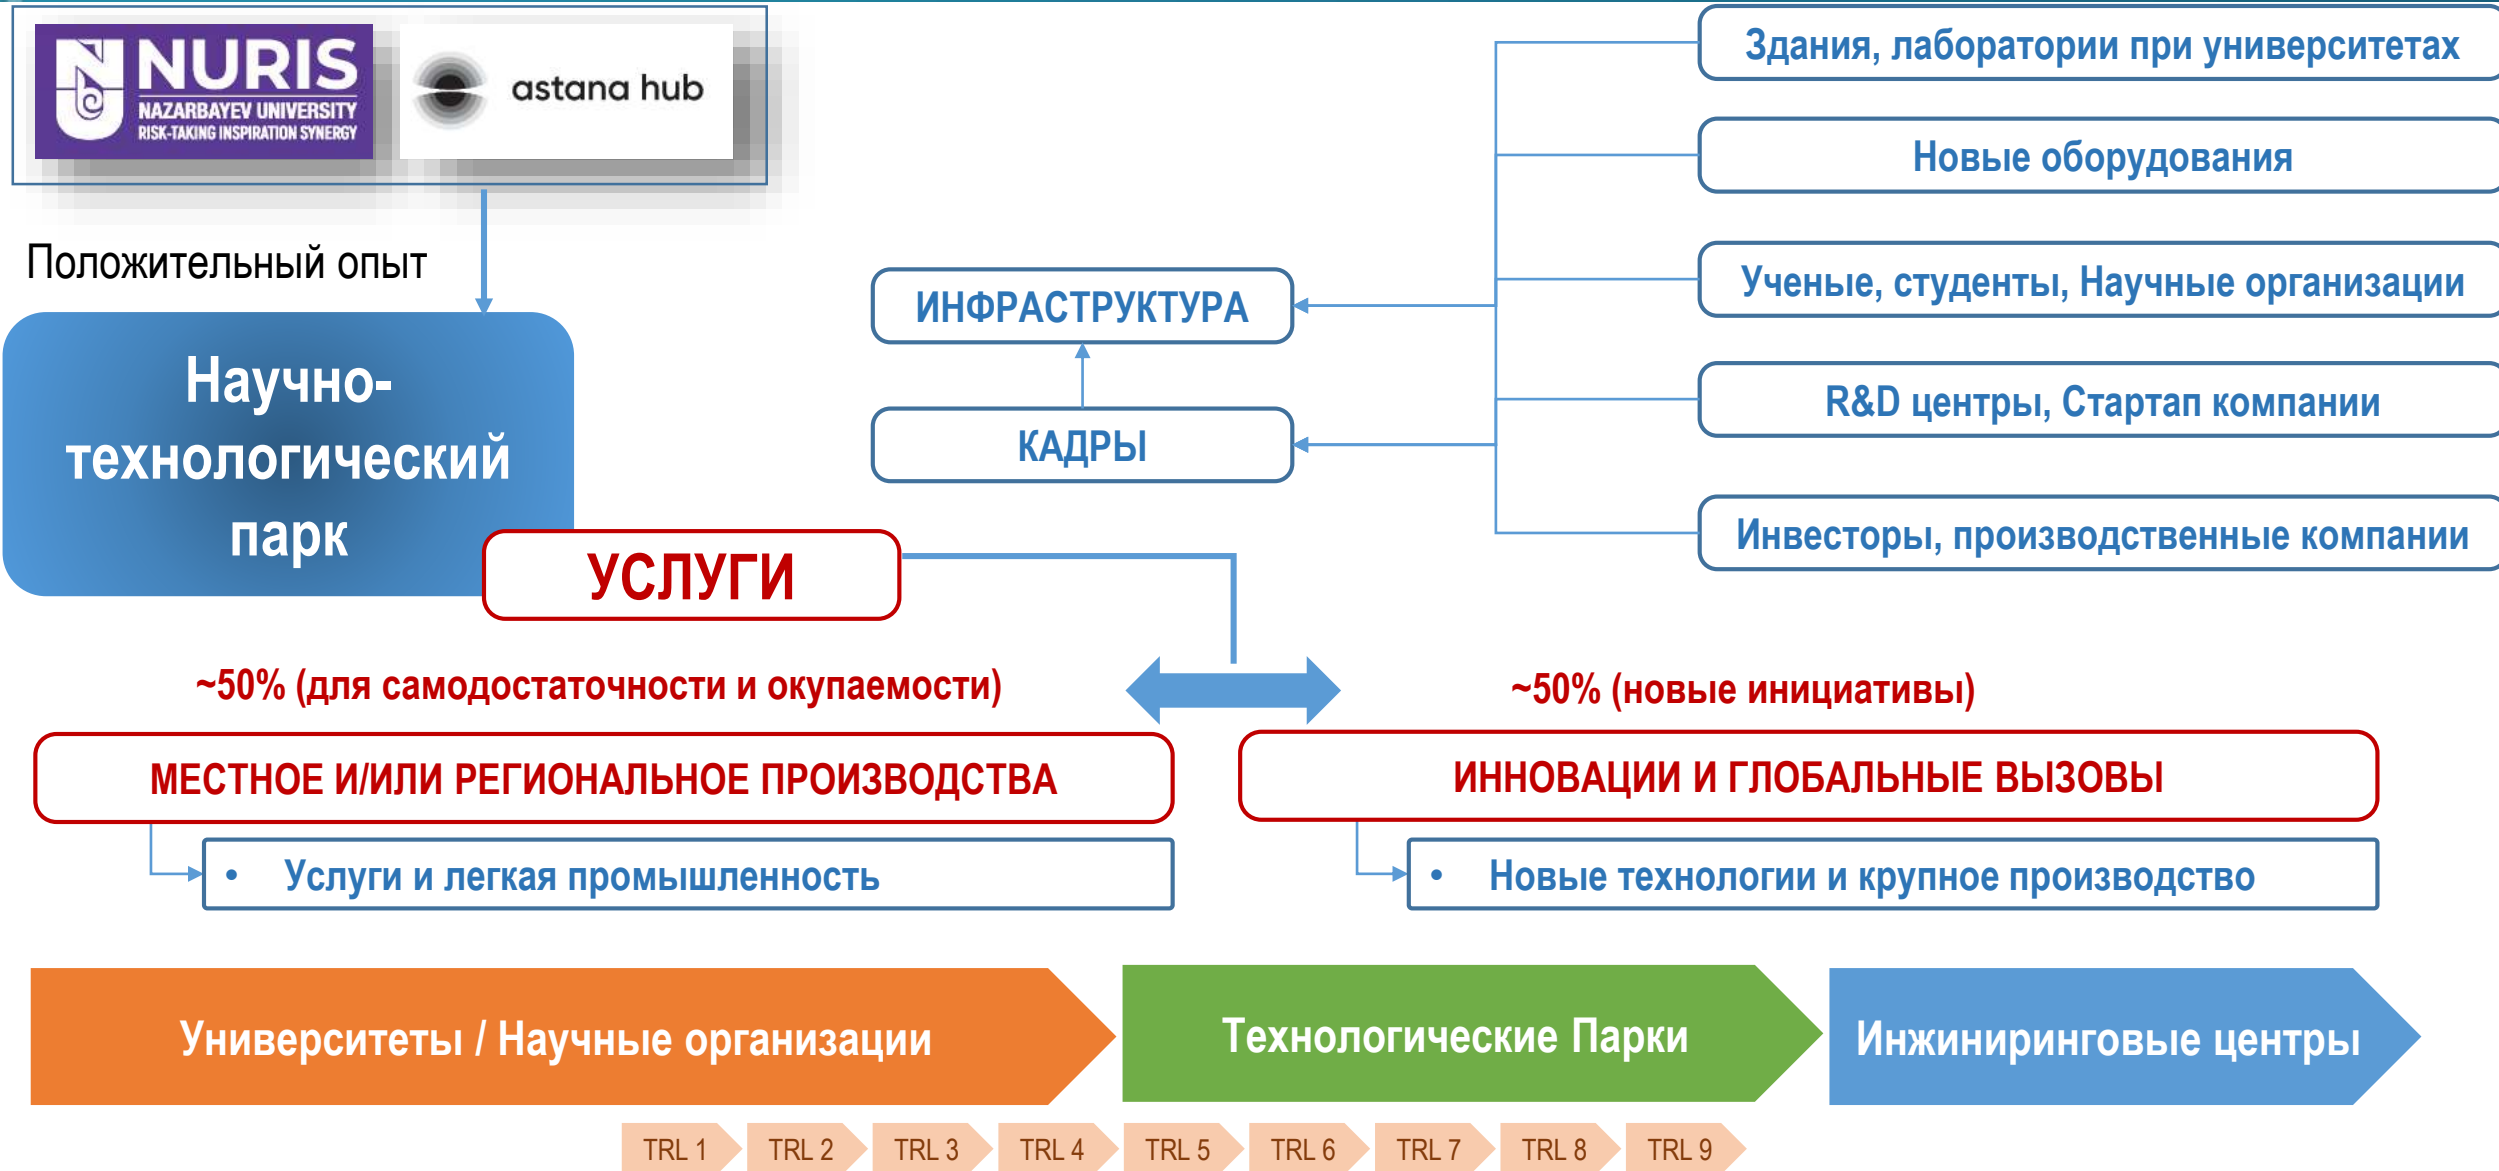 NURIS
NAZARBAYEV UNIVERSITY
RISK-TAKING INSPIRATION SYNERGY
astana hub
Положительный опыт
Научно-
технологический
парк
УСЛУГИ
ИНФРАСТРУКТУРА
КАДРЫ
Здания, лаборатории при университетах
Новые оборудования
Ученые, студенты, Научные организации
R&D центры, Стартап компании
Инвесторы, производственные компании
~50% (для самодостаточности и окупаемости)
~50% (новые инициативы)
МЕСТНОЕ И/ИЛИ РЕГИОНАЛЬНОЕ ПРОИЗВОДСТВА
ИННОВАЦИИ И ГЛОБАЛЬНЫЕ ВЫЗОВЫ
• Услуги и легкая промышленность
• Новые технологии и крупное производство
Университеты / Научные организации
Технологические Парки
Инжиниринговые центры
TRL 1
TRL 2
TRL 3
TRL 4
TRL 5
TRL 6
TRL 7
TRL 8
TRL 9